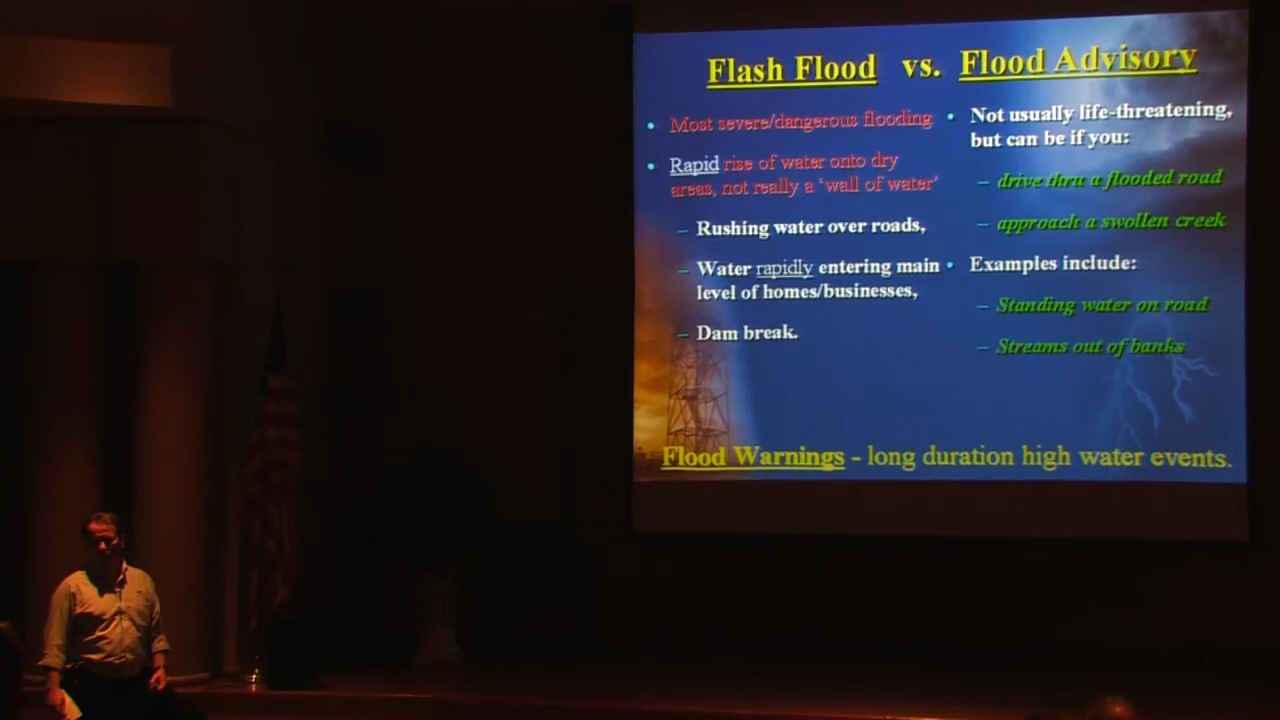 Flash Flood vs. Flood Advisory
• Most severe/dangerous flooding
• Rapid rise of water onto dry
areas, not really a 'wall of water'
– Rushing water over roads,
– Water rapidly entering main
level of homes/businesses,
– Dam break.
• Not usually life-threatening,
but can be if you:
– drive thru a flooded road
– approach a swollen creek
• Examples include:
– Standing water on road
– Streams out of banks
Flood Warnings - long duration high water events.